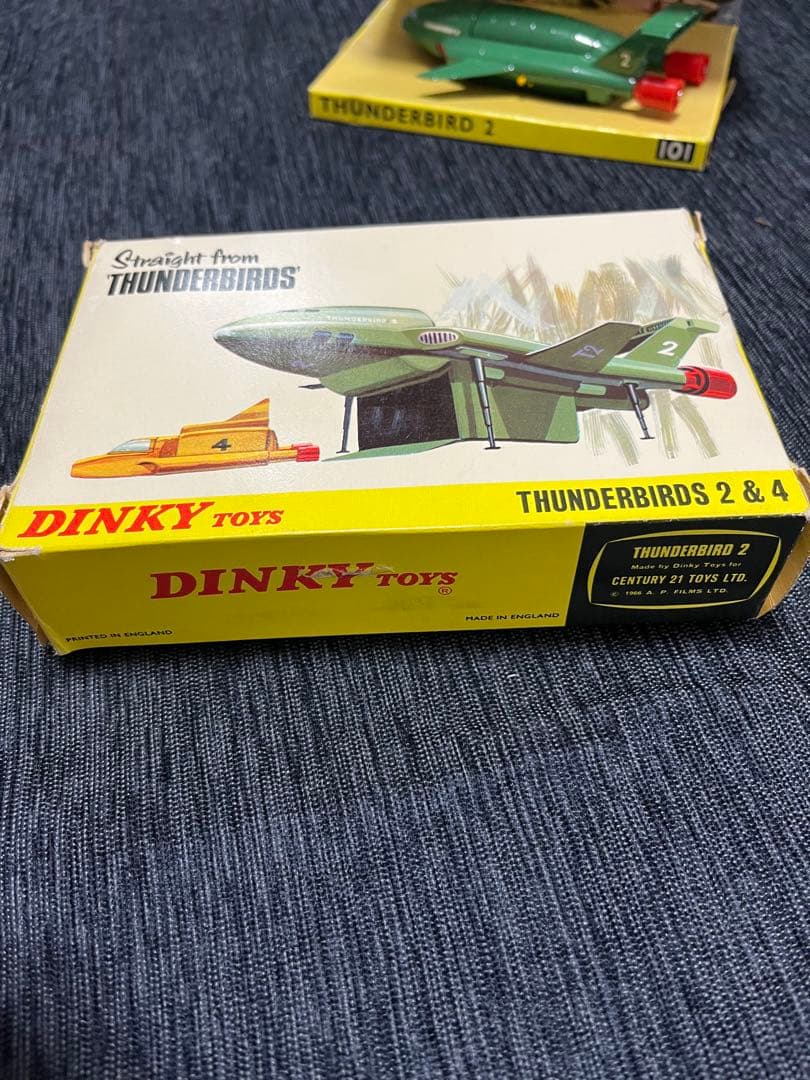 2
THUNDERBIRD 2
101
Straight from
'THUNDERBIRDS'
THUNDERBIRD 2
2
4
DINKY TOYS
THUNDERBIRDS 2 & 4
DINKY TOYS ®
PRINTED IN ENGLAND
MADE IN ENGLAND
THUNDERBIRD 2
Made by Dinky Toys for
CENTURY 21 TOYS LTD.
© 1966 A. P. FILMS LTD.